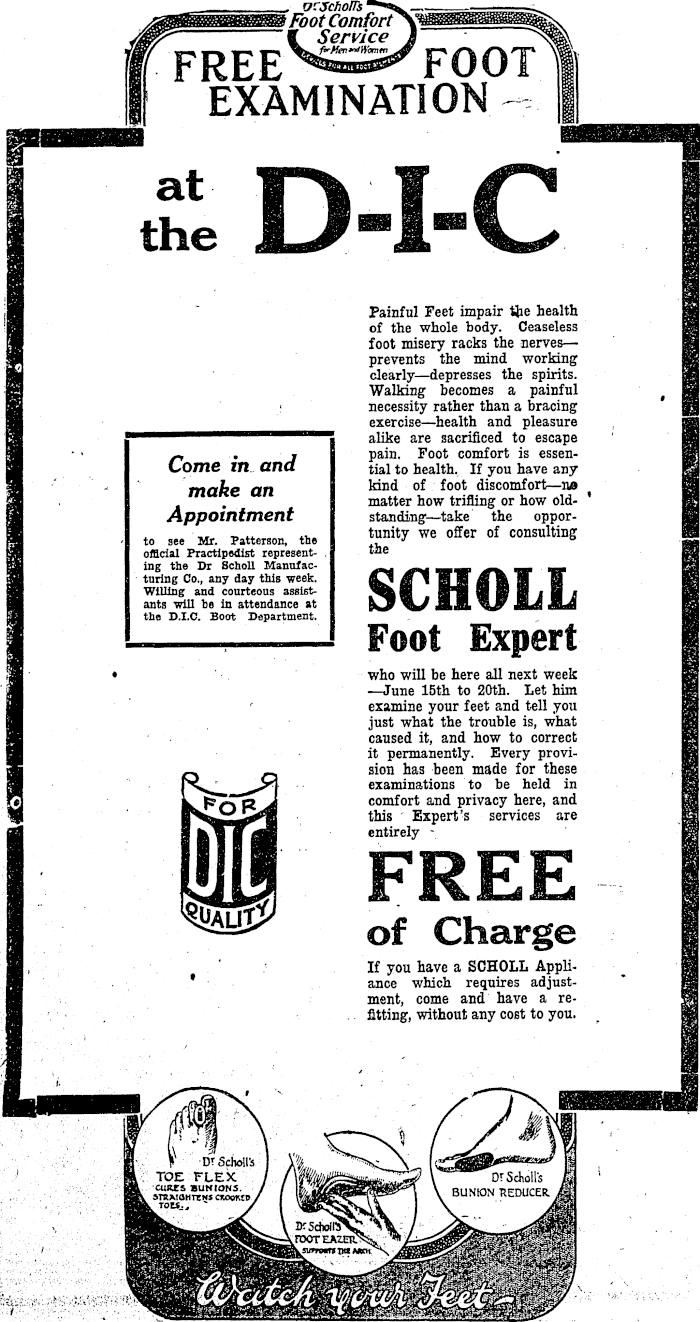 Dr Scholl's
Foot Comfort
Service
for Men and Women
DEVICES FOR ALL FOOT AILMENTS
FREE FOOT
EXAMINATION
at
the
D-I-C
Painful Feet impair the health
of the whole body. Ceaseless
foot misery racks the nerves—
prevents the mind working
clearly—depresses the spirits.
Walking becomes a painful
necessity rather than a bracing
exercise—health and pleasure
alike are sacrificed to escape
pain. Foot comfort is essen-
tial to health. If you have any
kind of foot discomfort—no
matter how trifling or how old-
standing—take the oppor-
tunity we offer of consulting
the
SCHOLL
Foot Expert
who will be here all next week
—June 15th to 20th. Let him
examine your feet and tell you
just what the trouble is, what
caused it, and how to correct
it permanently. Every provi-
sion has been made for these
examinations to be held in
comfort and privacy here, and
this Expert's services are
entirely
FREE
of Charge
If you have a SCHOLL Appli-
ance which requires adjust-
ment, come and have a re-
fitting, without any cost to you.
Come in and
make an
Appointment
to see Mr. Patterson, the
official Practipedist represent-
ing the Dr Scholl Manufac-
turing Co., any day this week.
Willing and courteous assist-
ants will be in attendance at
the D.I.C. Boot Department.
FOR
DIC
QUALITY
Dr Scholl's
TOE FLEX
CURES BUNIONS.
STRAIGHTENS CROOKED
TOES.
Dr Scholl's
FOOT EAZER
SUPPORTS THE ARCH.
Dr Scholl's
BUNION REDUCER
Watch your Feet